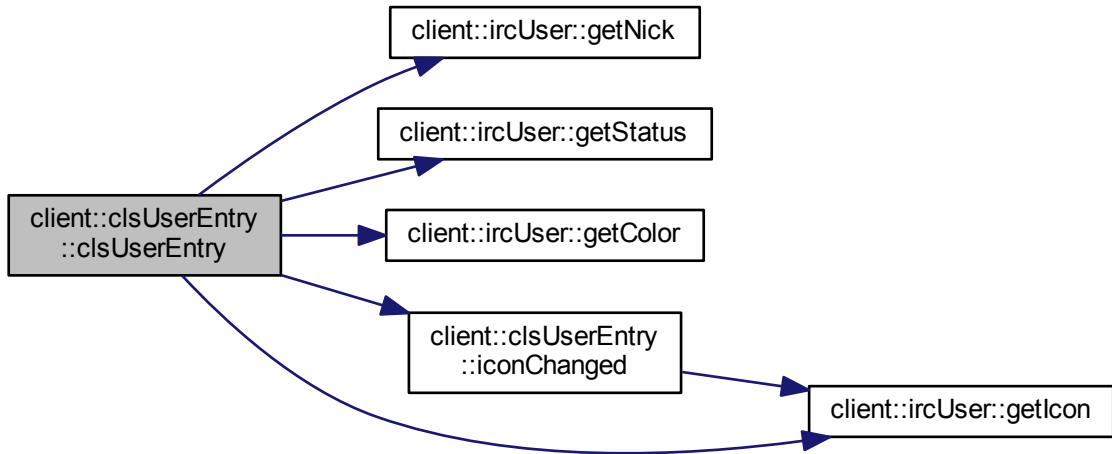 client::ircUser::getNick
client::ircUser::getStatus
client::clsUserEntry
::clsUserEntry
client::ircUser::getColor
client::clsUserEntry
::iconChanged
client::ircUser::getIcon